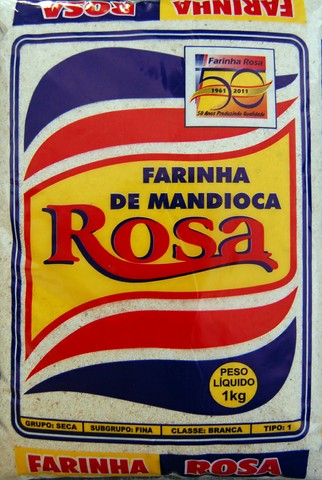 ROSA FARINHA
Farinha Rosa
50
1961 2011
50 Anos Produzindo Qualidade
FARINHA
DE MANDIOCA
ROSA
PESO
LÍQUIDO
1kg
GRUPO: SECA SUBGRUPO: FINA CLASSE: BRANCA TIPO: 1
FARINHA ROSA